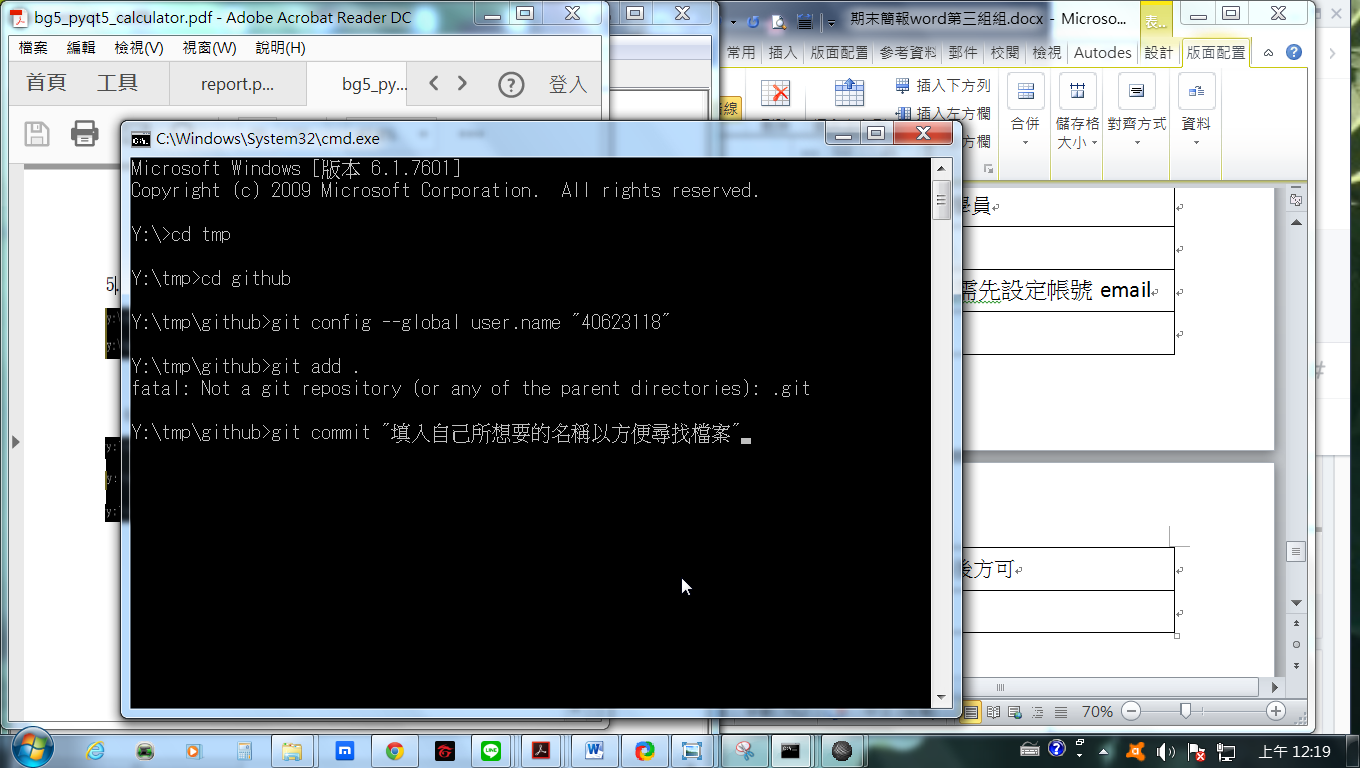 bg5_pyqt5_calculator.pdf - Adobe Acrobat Reader DC
檔案 編輯 檢視(V) 視窗(W) 說明(H)
首頁 工具 report.p... bg5_py... 登入
5.
期末簡報word第三組組.docx - Microso...
表...
常用 插入 版面配置 參考資料 郵件 校閱 檢視 Autodes 設計 版面配置
插入下方列
插入左方欄
方欄
合併
儲存格
大小
對齊方式
資料
C:\Windows\System32\cmd.exe
Microsoft Windows [版本 6.1.7601]
Copyright (c) 2009 Microsoft Corporation.  All rights reserved.
Y:\>cd tmp
Y:\tmp>cd github
Y:\tmp\github>git config --global user.name "40623118"
Y:\tmp\github>git add .
fatal: Not a git repository (or any of the parent directories): .git
Y:\tmp\github>git commit "填入自己所想要的名稱以方便尋找檔案"
學員
需先設定帳號 email
後方可
70%
上午 12:19